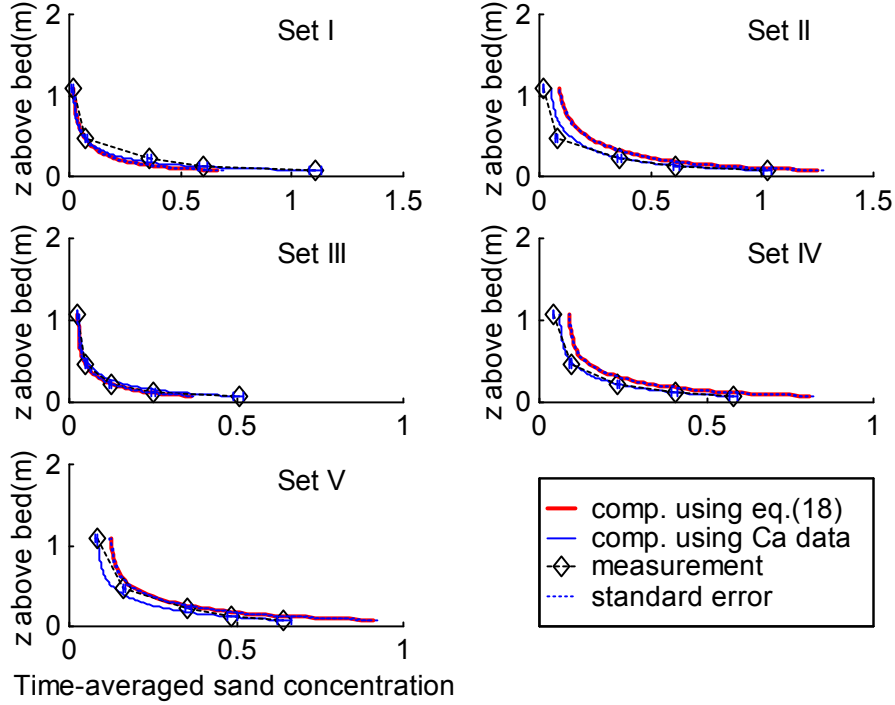 Set I
z above bed(m)
2
1
0
0 0.5 1 1.5
Set II
z above bed(m)
2
1
0
0 0.5 1 1.5
Set III
z above bed(m)
2
1
0
0 0.5 1
Set IV
z above bed(m)
2
1
0
0 0.5 1
Set V
z above bed(m)
2
1
0
0 0.5 1
Time-averaged sand concentration
comp. using eq.(18)
comp. using Ca data
measurement
standard error